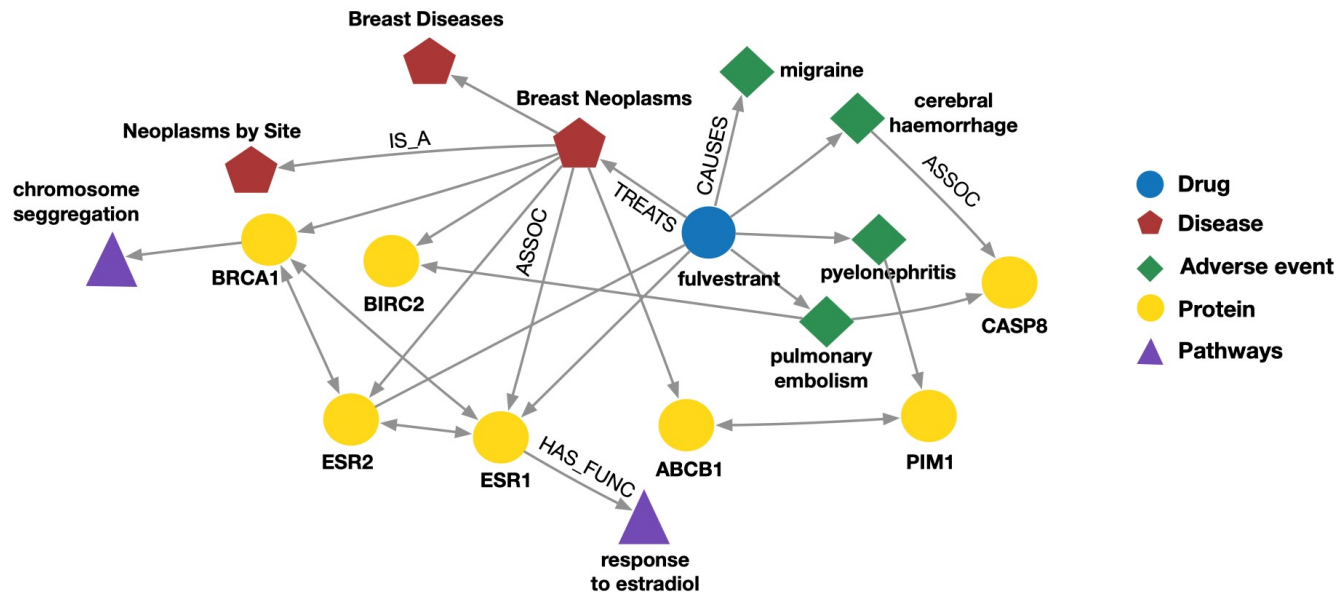 Breast Diseases
migraine
Breast Neoplasms
cerebral
haemorrhage
Neoplasms by Site
IS_A
CAUSES
ASSOC
chromosome
seggregation
TREATS
Drug
Disease
ASSOC
BRCA1
BIRC2
fulvestrant
pyelonephritis
Adverse event
CASP8
Protein
pulmonary
embolism
Pathways
ESR2
ESR1
HAS_FUNC
ABCB1
PIM1
response
to estradiol